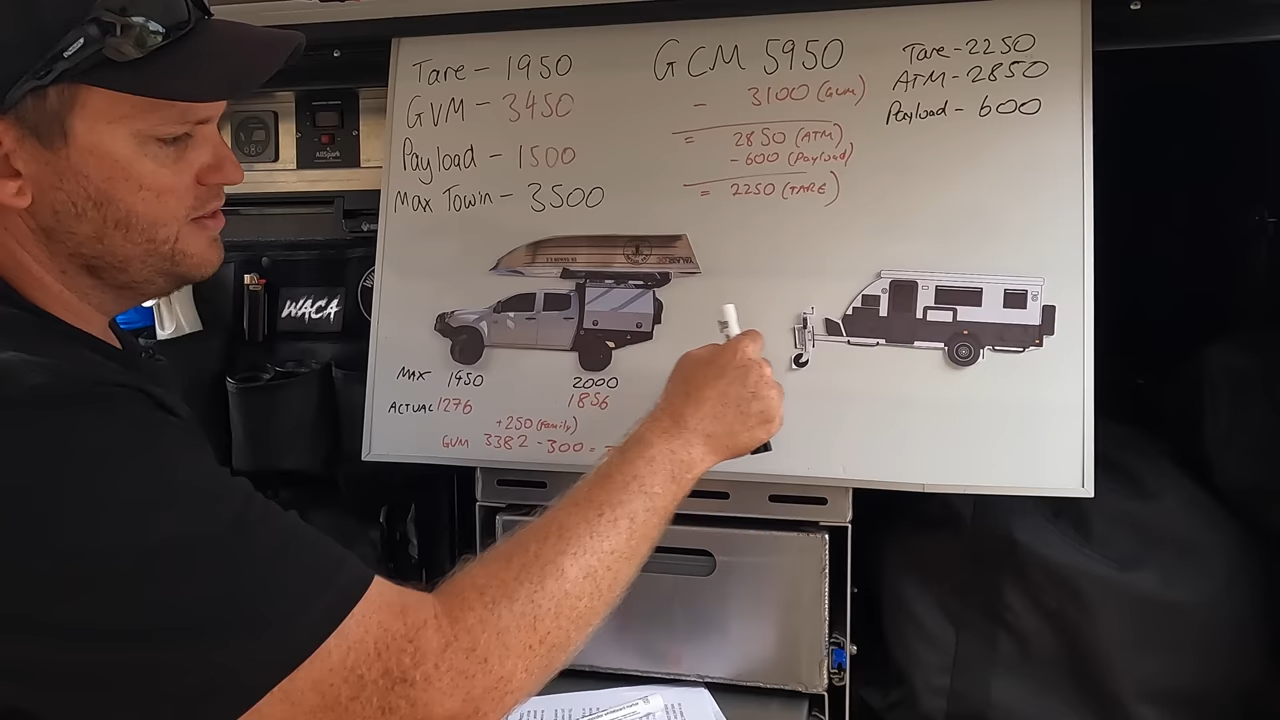 Tare - 1950
GVM - 3450
Payload - 1500
Max Towin - 3500
GCM 5950
- 3100 (GVM)
= 2850 (ATM)
-600 (Payload)
= 2250 (TARE)
Tare - 2250
ATM - 2850
Payload - 600
MAX 1450 2000
ACTUAL 1276 1856
+250 (family)
GVM 3382 - 300 =
AllSpark
WACA